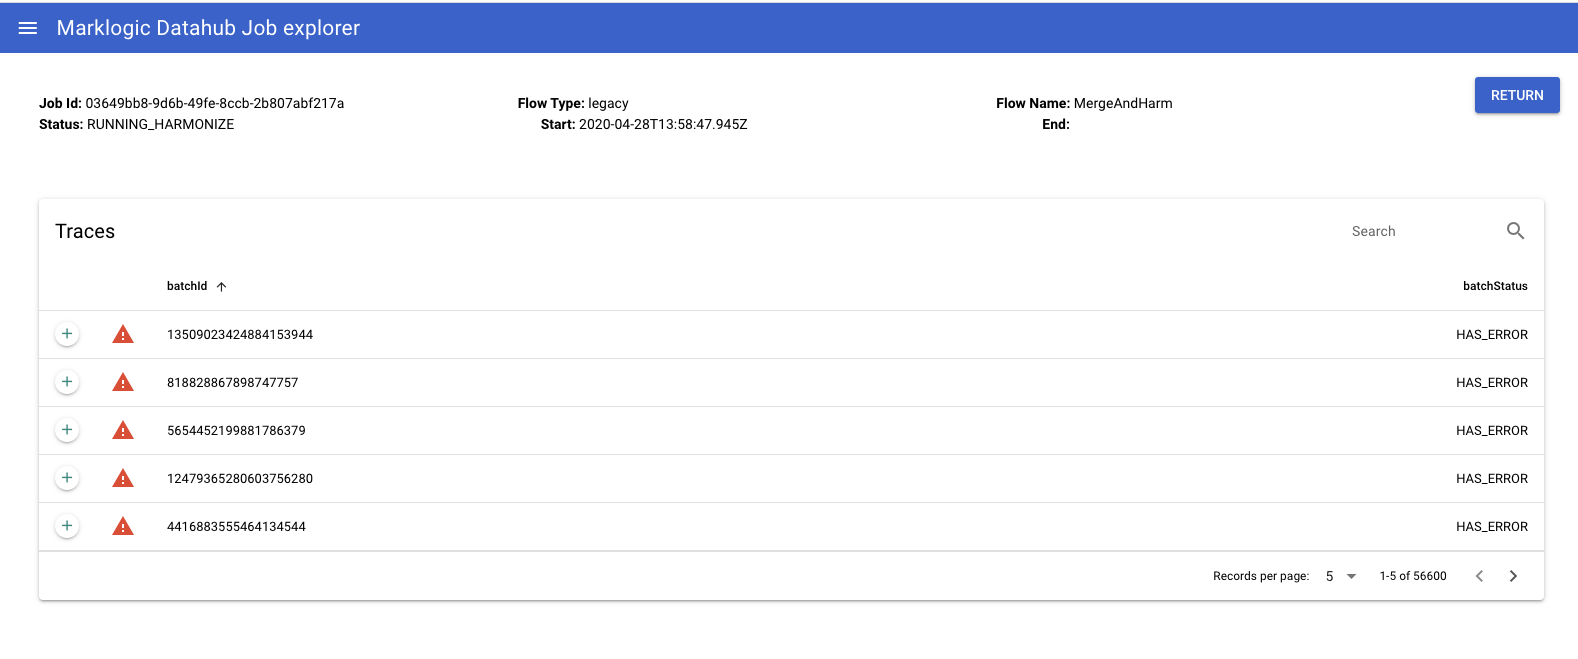 Marklogic Datahub Job explorer
Job Id: 03649bb8-9d6b-49fe-8ccb-2b807abf217a Flow Type: legacy Flow Name: MergeAndHarm RETURN
Status: RUNNING_HARMONIZE Start: 2020-04-28T13:58:47.945Z End:
Traces Search
batchId batchStatus
13509023424884153944 HAS_ERROR
818828867898747757 HAS_ERROR
5654452199881786379 HAS_ERROR
12479365280603756280 HAS_ERROR
4416883555464134544 HAS_ERROR
Records per page: 5 1-5 of 56600